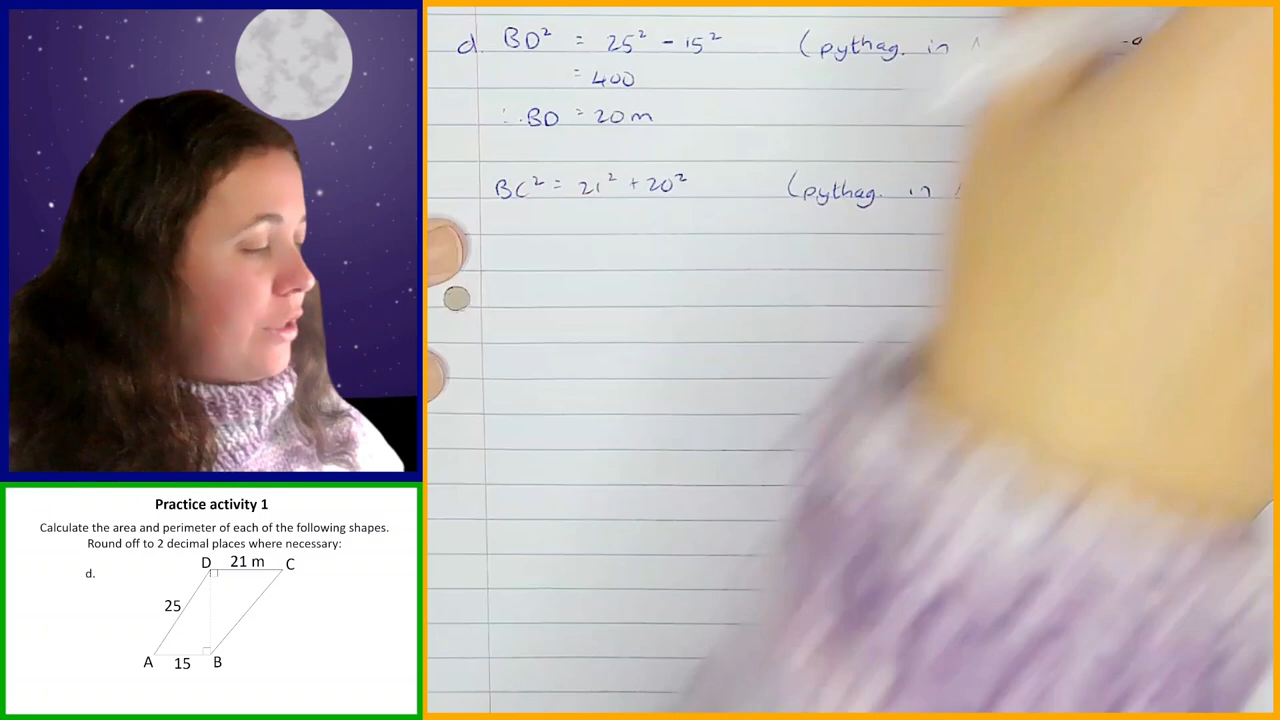 d. BD² = 25² - 15² (pythag. in
= 400
∴ BD = 20m
BC² = 21² + 20² (pythag. in
Practice activity 1
Calculate the area and perimeter of each of the following shapes.
Round off to 2 decimal places where necessary:
d.
D 21 m C
25
A 15 B